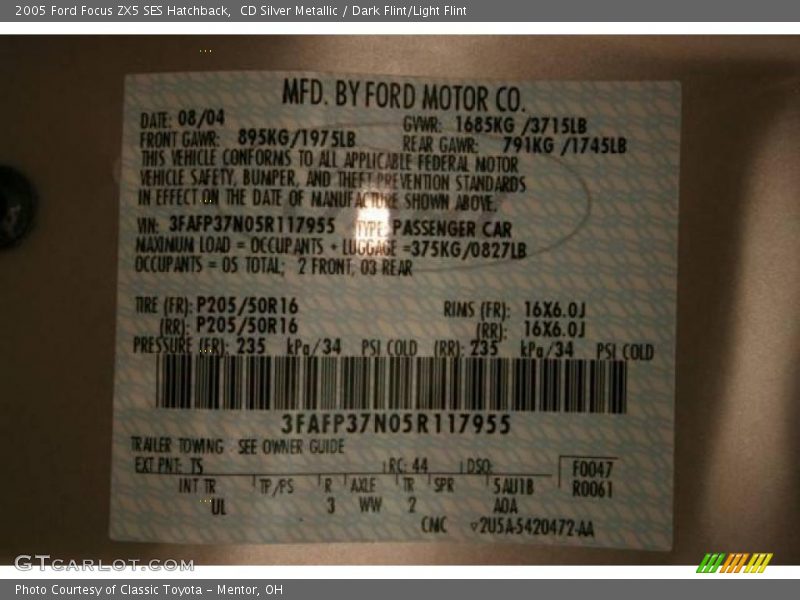 2005 Ford Focus ZX5 SES Hatchback,  CD Silver Metallic / Dark Flint/Light Flint
MFD. BY FORD MOTOR CO.
DATE: 08/04 GVWR: 1685KG /3715LB
FRONT GAWR: 895KG/1975LB REAR GAWR: 791KG /1745LB
THIS VEHICLE CONFORMS TO ALL APPLICABLE FEDERAL MOTOR
VEHICLE SAFETY, BUMPER, AND THEFT PREVENTION STANDARDS
IN EFFECT ON THE DATE OF MANUFACTURE SHOWN ABOVE.
VIN: 3FAFP37N05R117955 TYPE: PASSENGER CAR
MAXIMUM LOAD = OCCUPANTS + LUGGAGE =375KG/0827LB
OCCUPANTS = 05 TOTAL; 2 FRONT, 03 REAR
TIRE (FR): P205/50R16 RIMS (FR): 16X6.0J
(RR): P205/50R16 (RR): 16X6.0J
PRESSURE (FR): 235 kPa/34 PSI COLD (RR): 235 kPa/34 PSI COLD
3FAFP37N05R117955
TRAILER TOWING - SEE OWNER GUIDE
EXT PNT: TS RC: 44 DSO: F0047
INT TR TP/PS R AXLE TR SPR 5AU1B R0061
UL 3 WW 2 AOA
CMC 2U5A-5420472-AA
GTCarLot.com
Photo Courtesy of Classic Toyota - Mentor, OH